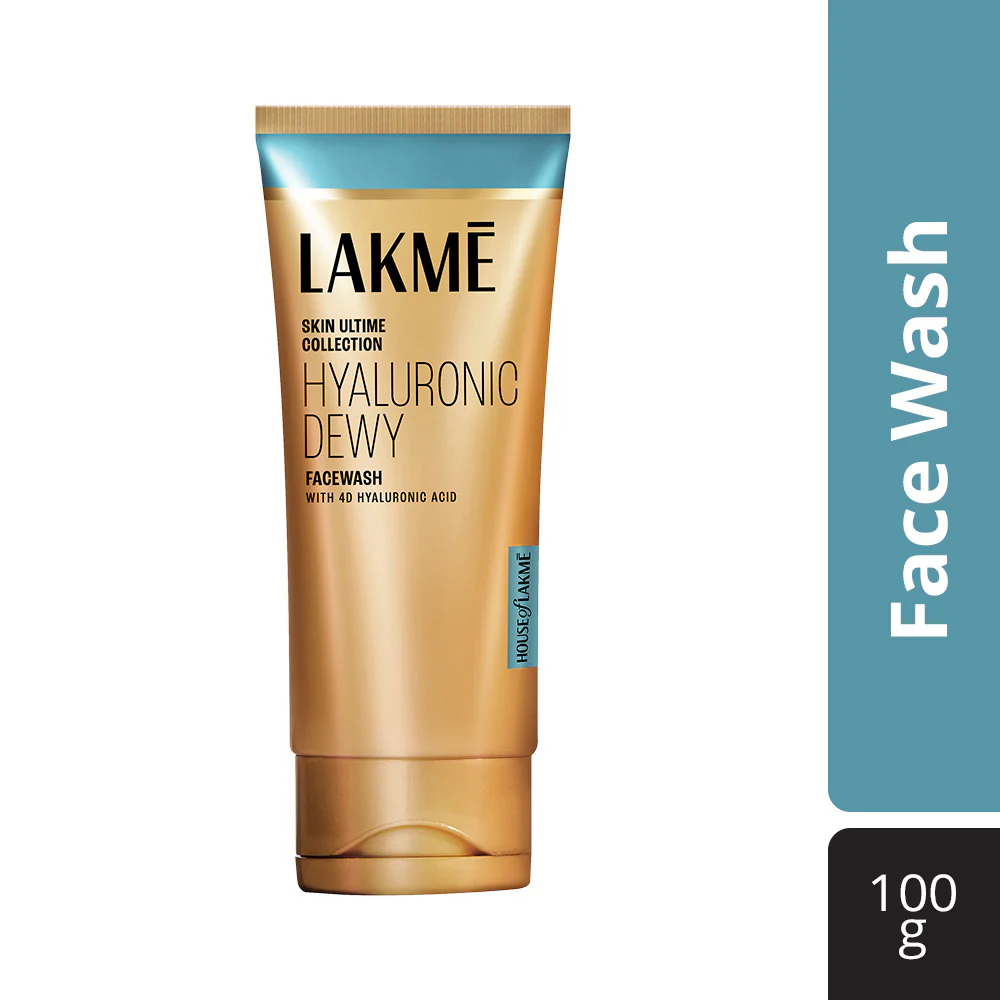 LAKMĒ
SKIN ULTIME
COLLECTION
HYALURONIC
DEWY
FACEWASH
WITH 4D HYALURONIC ACID
HOUSE of LAKMĒ
Face Wash
100
g